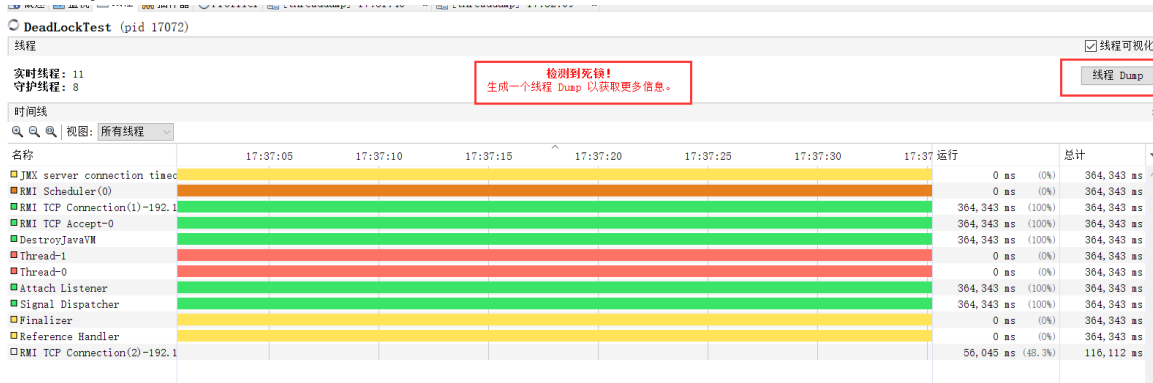 [threaddump] 17:31:40
[threaddump] 17:32:05
DeadLockTest (pid 17072)
线程
线程可视化
实时线程: 11
守护线程: 8
检测到死锁!
生成一个线程 Dump 以获取更多信息。
线程 Dump
时间线
视图: 所有线程
名称 17:37:05 17:37:10 17:37:15 17:37:20 17:37:25 17:37:30 17:37 运行 总计
JMX server connection timeo 0 ms (0%) 364,343 ms
RMI Scheduler(0) 0 ms (0%) 364,343 ms
RMI TCP Connection(1)-192.1 364,343 ms (100%) 364,343 ms
RMI TCP Accept-0 364,343 ms (100%) 364,343 ms
DestroyJavaVM 364,343 ms (100%) 364,343 ms
Thread-1 0 ms (0%) 364,343 ms
Thread-0 0 ms (0%) 364,343 ms
Attach Listener 364,343 ms (100%) 364,343 ms
Signal Dispatcher 364,343 ms (100%) 364,343 ms
Finalizer 0 ms (0%) 364,343 ms
Reference Handler 0 ms (0%) 364,343 ms
RMI TCP Connection(2)-192.1 56,045 ms (48.3%) 116,112 ms